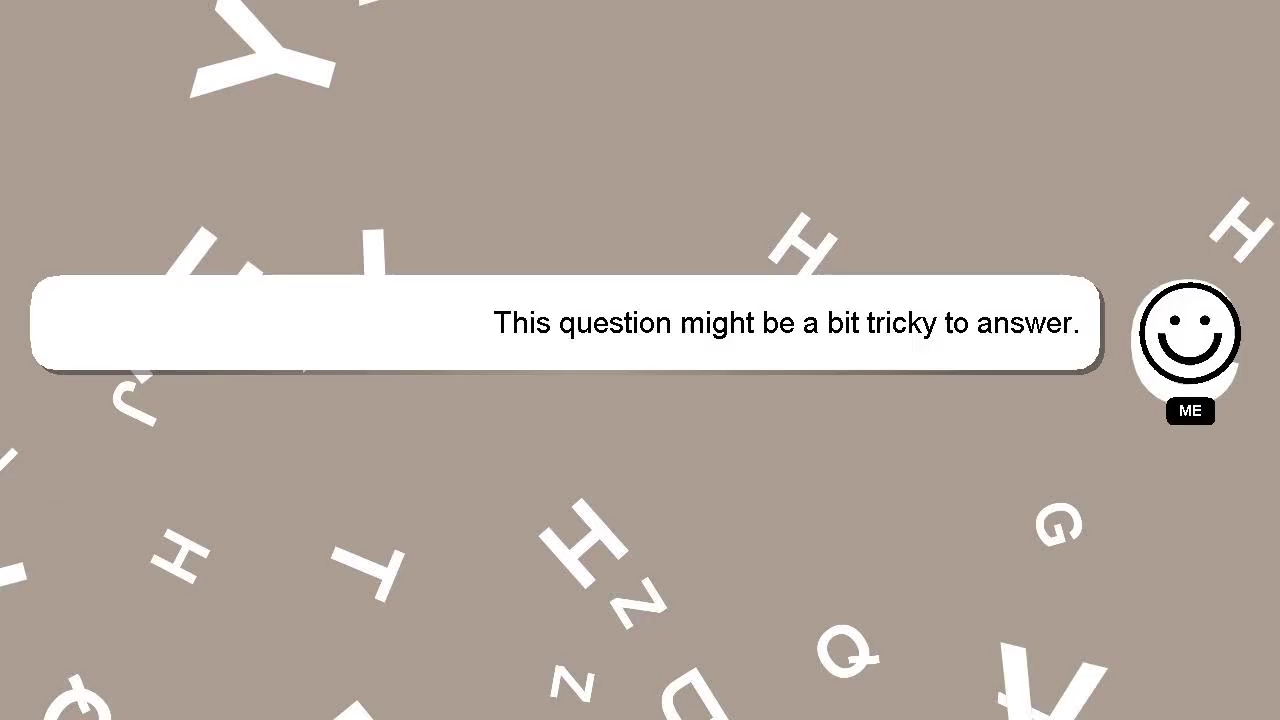 This question might be a bit tricky to answer.
ME
Y
H
H
J
G
H
T
H
Z
Q
Z
D
Q